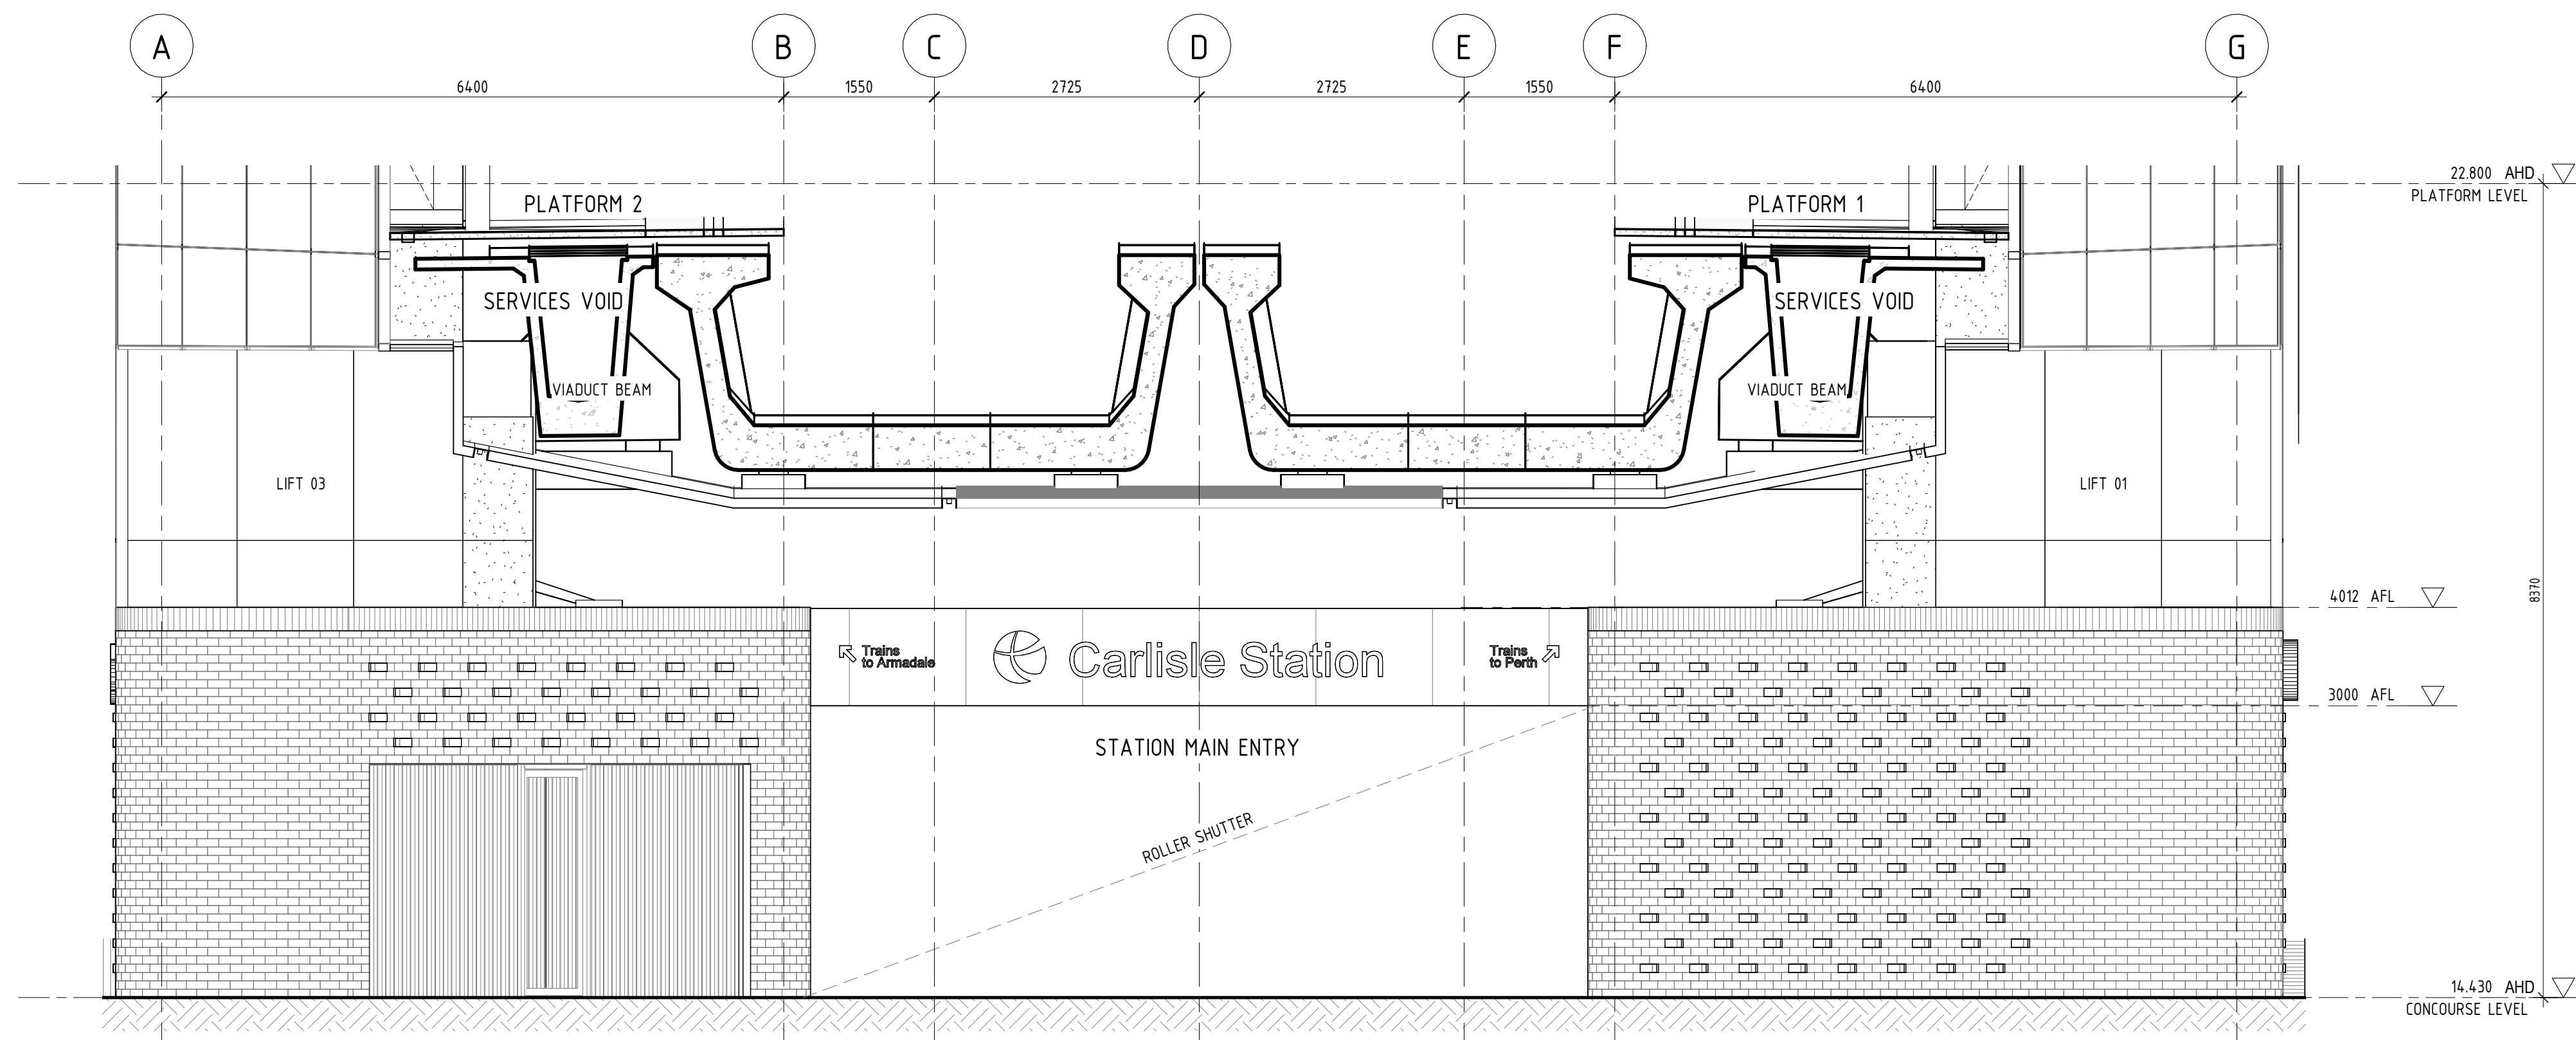 A B C D E F G
6400 1550 2725 2725 1550 6400
22.800 AHD
PLATFORM LEVEL
PLATFORM 2
PLATFORM 1
SERVICES VOID
SERVICES VOID
VIADUCT BEAM
VIADUCT BEAM
LIFT 03
LIFT 01
8370
4012 AFL
Trains
to Armadale
Carlisle Station
Trains
to Perth
3000 AFL
STATION MAIN ENTRY
ROLLER SHUTTER
14.430 AHD
CONCOURSE LEVEL